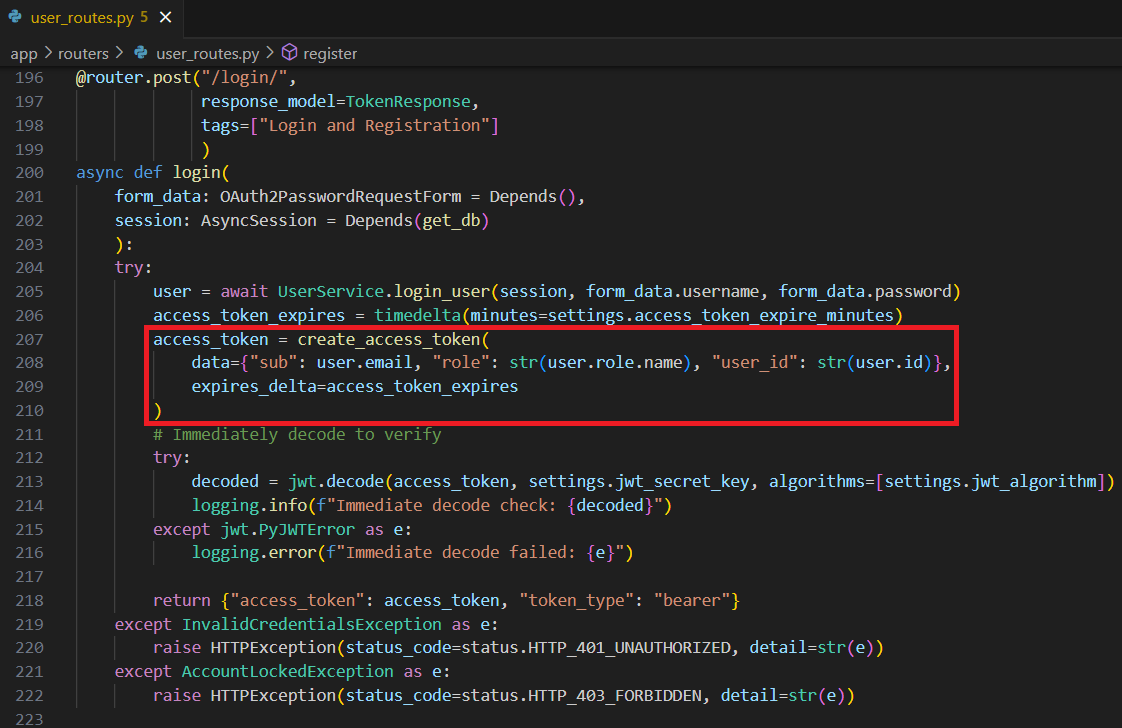 user_routes.py 5
app > routers > user_routes.py > register
196 @router.post("/login/",
197 response_model=TokenResponse,
198 tags=["Login and Registration"]
199 )
200 async def login(
201 form_data: OAuth2PasswordRequestForm = Depends(),
202 session: AsyncSession = Depends(get_db)
203 ):
204 try:
205 user = await UserService.login_user(session, form_data.username, form_data.password)
206 access_token_expires = timedelta(minutes=settings.access_token_expire_minutes)
207 access_token = create_access_token(
208 data={"sub": user.email, "role": str(user.role.name), "user_id": str(user.id)},
209 expires_delta=access_token_expires
210 )
211 # Immediately decode to verify
212 try:
213 decoded = jwt.decode(access_token, settings.jwt_secret_key, algorithms=[settings.jwt_algorithm])
214 logging.info(f"Immediate decode check: {decoded}")
215 except jwt.PyJWTError as e:
216 logging.error(f"Immediate decode failed: {e}")
217
218 return {"access_token": access_token, "token_type": "bearer"}
219 except InvalidCredentialsException as e:
220 raise HTTPException(status_code=status.HTTP_401_UNAUTHORIZED, detail=str(e))
221 except AccountLockedException as e:
222 raise HTTPException(status_code=status.HTTP_403_FORBIDDEN, detail=str(e))
223